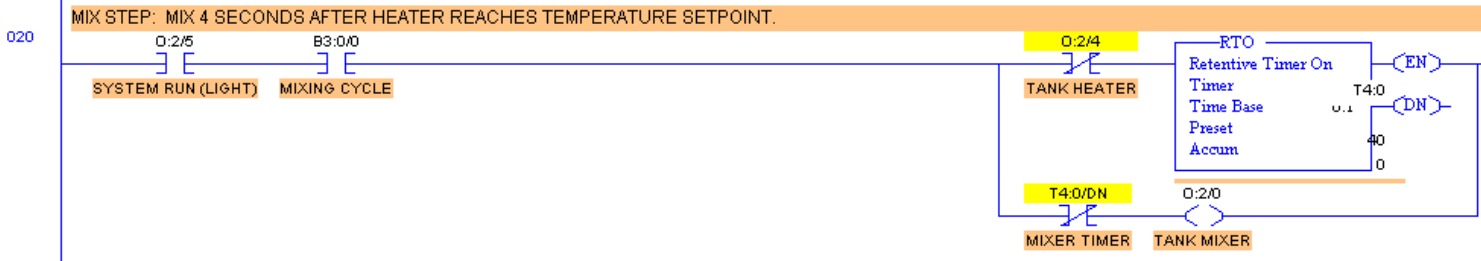 MIX STEP: MIX 4 SECONDS AFTER HEATER REACHES TEMPERATURE SETPOINT.
020
O:2/5
B3:0/0
O:2/4
RTO
SYSTEM RUN (LIGHT)
MIXING CYCLE
TANK HEATER
Retentive Timer On
EN
Timer
T4:0
Time Base
0.1
DN
Preset
40
Accum
0
T4:0/DN
O:2/0
MIXER TIMER
TANK MIXER